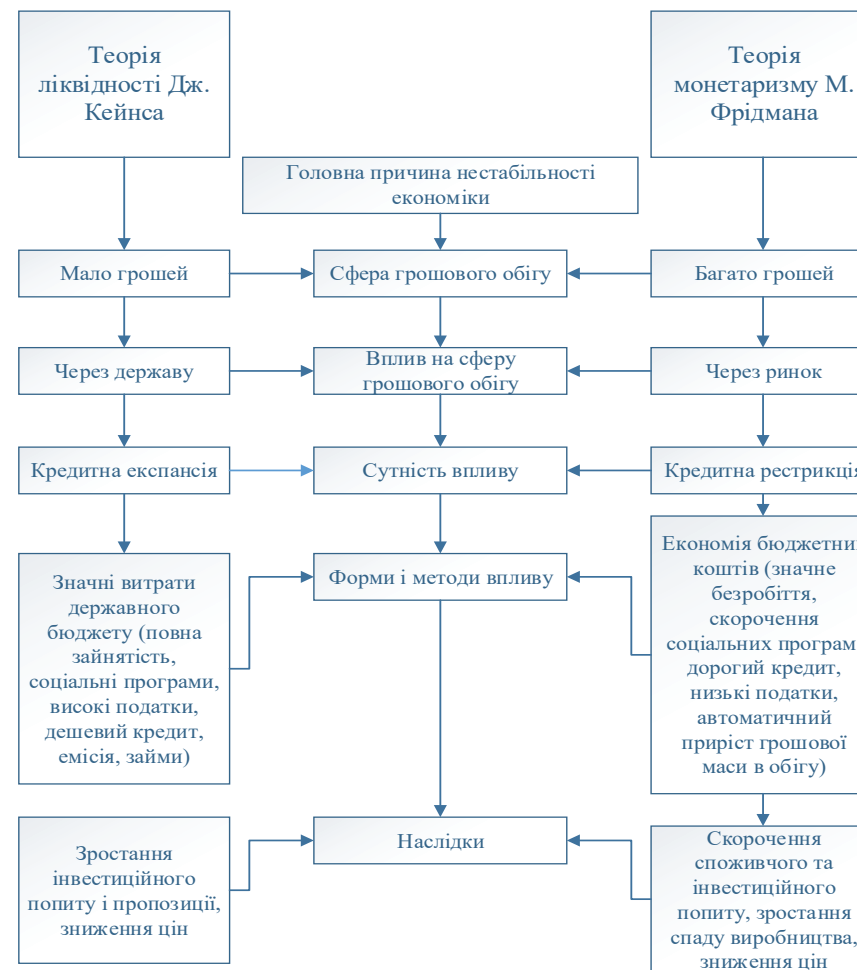 Теорія
ліквідності Дж.
Кейнса
Теорія
монетаризму М.
Фрідмана
Головна причина нестабільності
економіки
Мало грошей
Сфера грошового обігу
Багато грошей
Через державу
Вплив на сферу
грошового обігу
Через ринок
Кредитна експансія
Сутність впливу
Кредитна рестрикція
Значні витрати
державного
бюджету (повна
зайнятість,
соціальні програми,
високі податки,
дешевий кредит,
емісія, займи)
Форми і методи впливу
Економія бюджетних
коштів (значне
безробіття,
скорочення
соціальних програм,
дорогий кредит,
низькі податки,
автоматичний
приріст грошової
маси в обігу)
Зростання
інвестиційного
попиту і пропозиції,
зниження цін
Наслідки
Скорочення
споживчого та
інвестиційного
попиту, зростання
спаду виробництва,
зниження цін